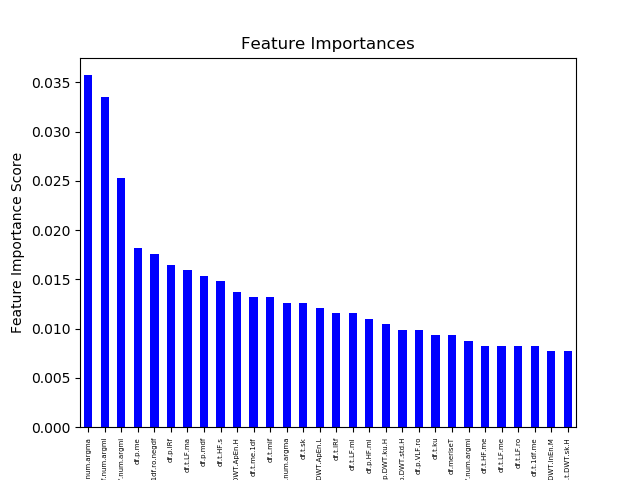 Feature Importances
Feature Importance Score
0.035
0.030
0.025
0.020
0.015
0.010
0.005
0.000
.num.argma
.num.argmi
.num.argmi
df.p.me
1df.ro.negdf
df.p.IRf
df.t.LF.ma
df.p.mdf
df.t.HF.s
DWT.ApEn.H
df.t.me.1df
df.t.mif
.num.argma
df.t.sk
DWT.ApEn.L
df.t.IRf
df.t.LF.mi
df.p.HF.mi
p.DWT.ku.H
.DWT.std.H
df.p.VLF.ro
df.t.ku
df.meriseT
.num.argmi
df.t.HF.me
df.t.LF.me
df.t.LF.ro
df.t.1df.me
DWT.InEn.M
.t.DWT.sk.H